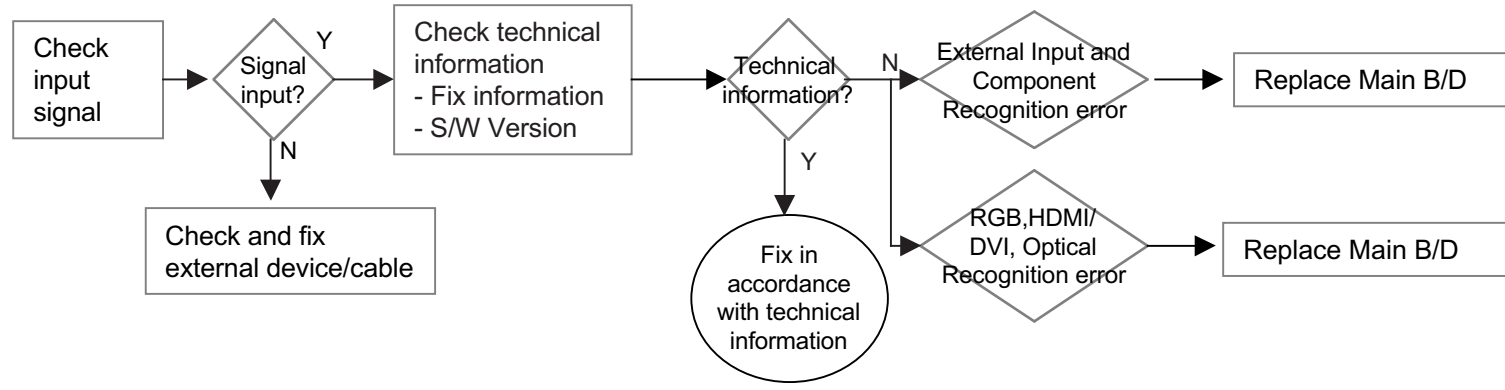 Check
input
signal
Signal
input?
Y
N
Check and fix
external device/cable
Check technical
information
- Fix information
- S/W Version
Technical
information?
N
Y
Fix in
accordance
with technical
information
External Input and
Component
Recognition error
Replace Main B/D
RGB,HDMI/
DVI, Optical
Recognition error
Replace Main B/D